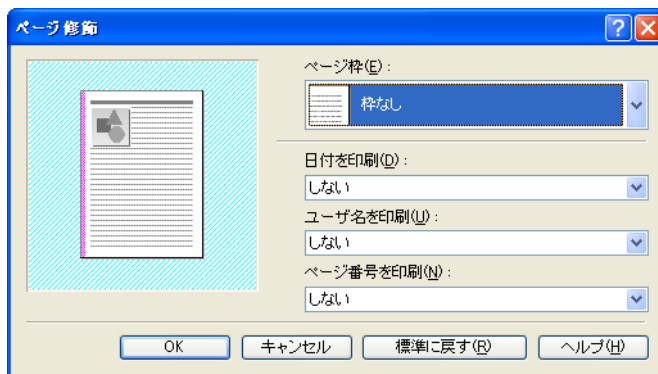 ページ修飾
ページ枠(E):
枠なし
日付を印刷(D):
しない
ユーザ名を印刷(U):
しない
ページ番号を印刷(N):
しない
OK キャンセル 標準に戻す(R) ヘルプ(H)